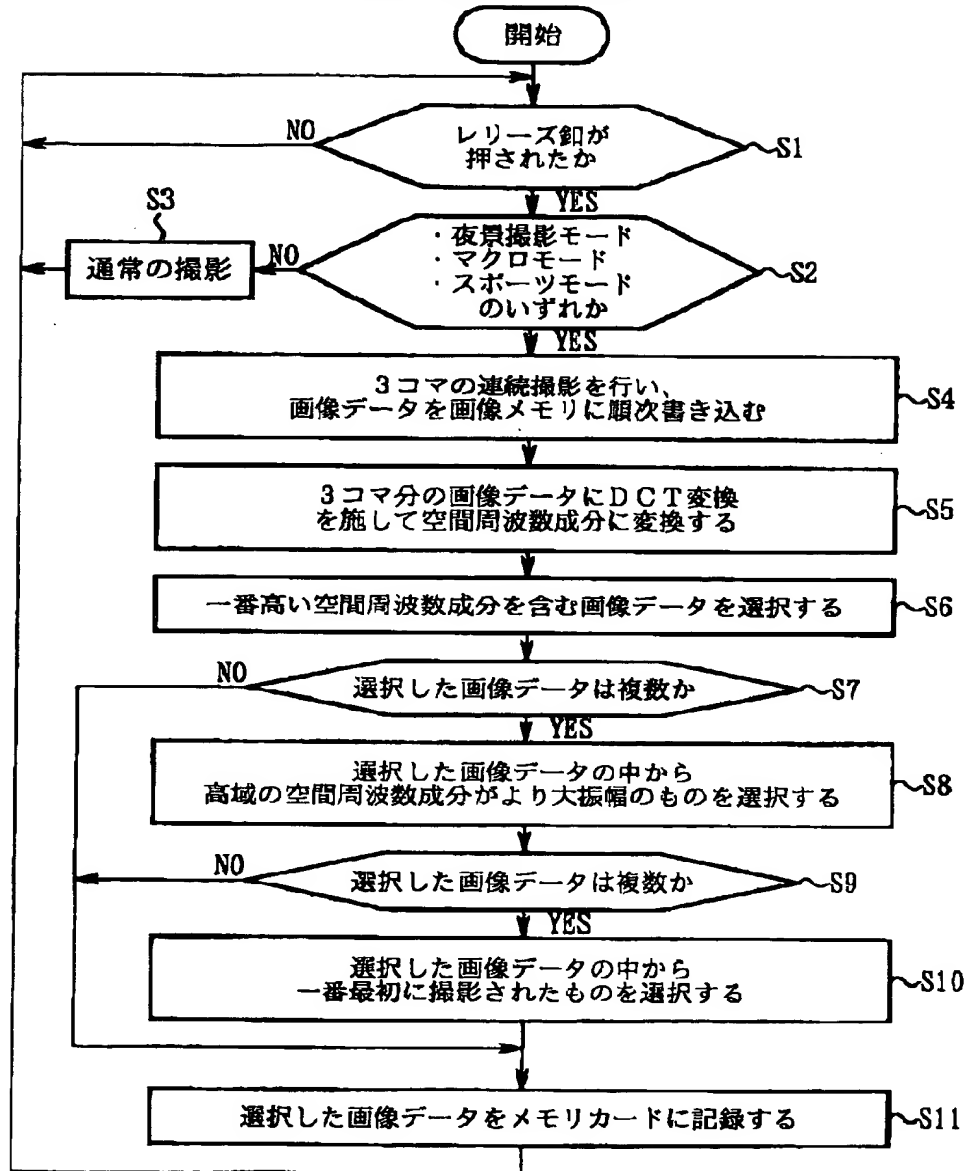 開始
レリーズ釦が
押されたか
NO
S1
YES
S3
・夜景撮影モード
・マクロモード
・スポーツモード
のいずれか
NO
通常の撮影
S2
YES
3コマの連続撮影を行い、
画像データを画像メモリに順次書き込む
S4
3コマ分の画像データにDCT変換
を施して空間周波数成分に変換する
S5
一番高い空間周波数成分を含む画像データを選択する
S6
NO
選択した画像データは複数か
S7
YES
選択した画像データの中から
高域の空間周波数成分がより大振幅のものを選択する
S8
NO
選択した画像データは複数か
S9
YES
選択した画像データの中から
一番最初に撮影されたものを選択する
S10
選択した画像データをメモリカードに記録する
S11